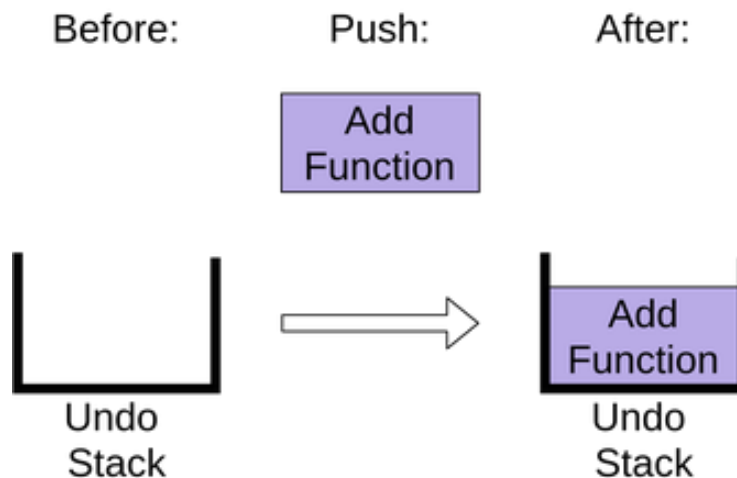 Before:
Push:
After:
Add
Function
Add
Function
Undo
Stack
Undo
Stack